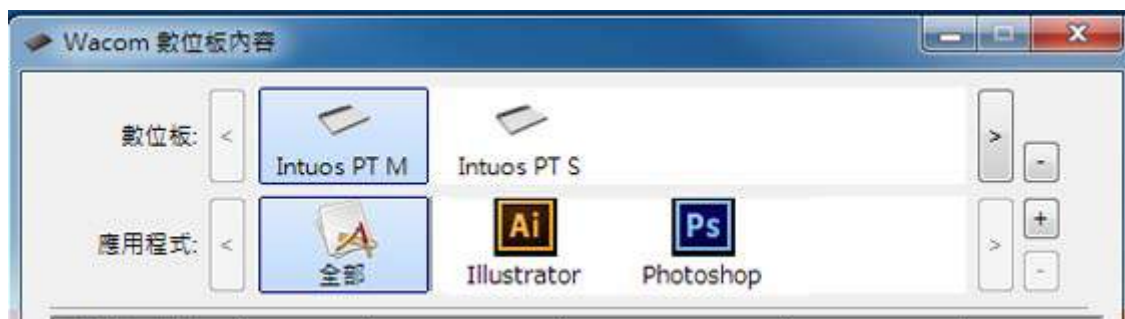 Wacom 數位板內容
數位板: < Intuos PT M Intuos PT S > -
應用程式: < 全部 Ai Illustrator Ps Photoshop > + -